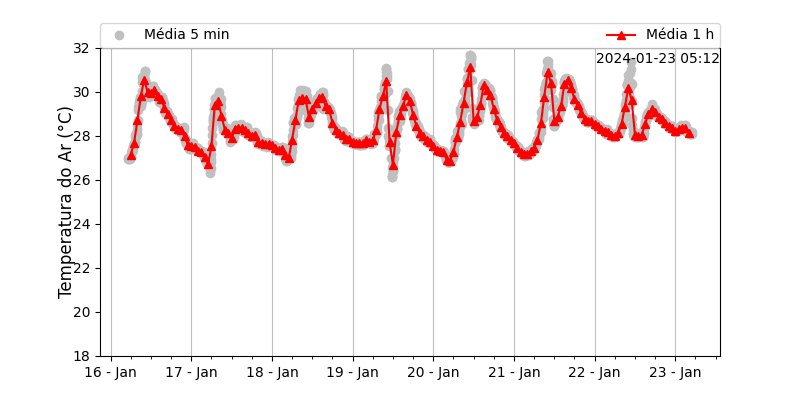 Média 5 min
Média 1 h
2024-01-23 05:12
Temperatura do Ar (°C)
32
30
28
26
24
22
20
18
16 - Jan
17 - Jan
18 - Jan
19 - Jan
20 - Jan
21 - Jan
22 - Jan
23 - Jan